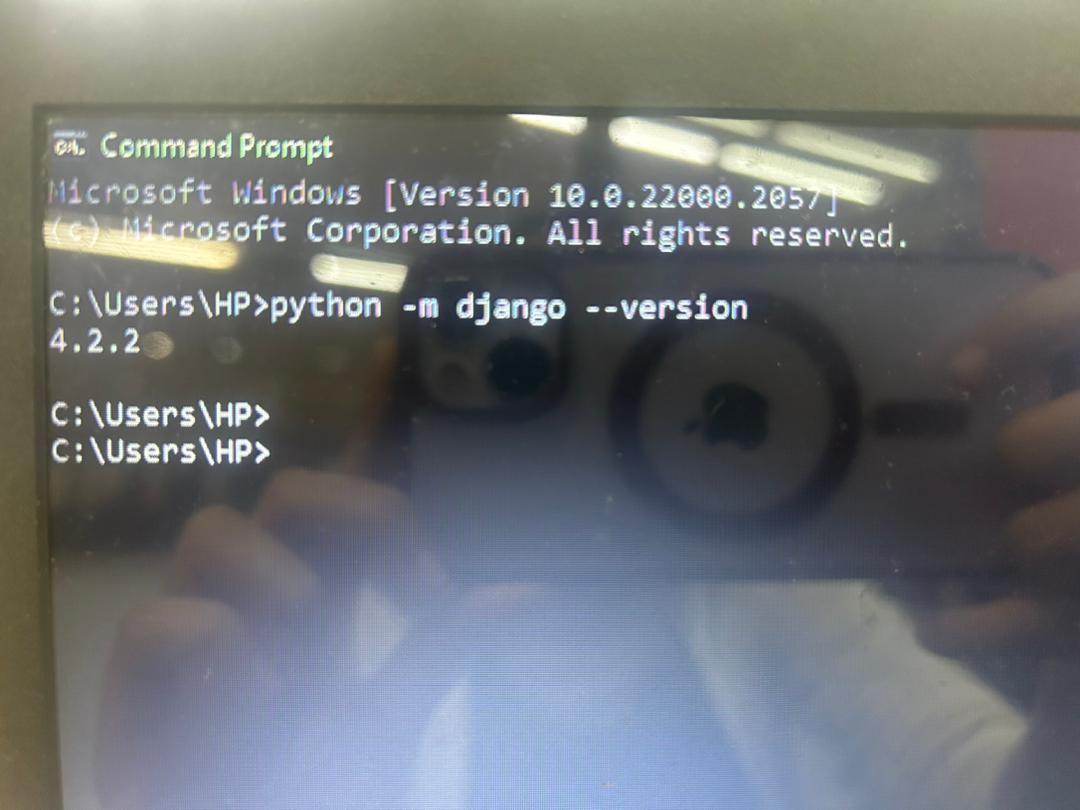 Command Prompt
Microsoft Windows [Version 10.0.22000.2057]
(c) Microsoft Corporation. All rights reserved.
C:\Users\HP>python -m django --version
4.2.2
C:\Users\HP>
C:\Users\HP>